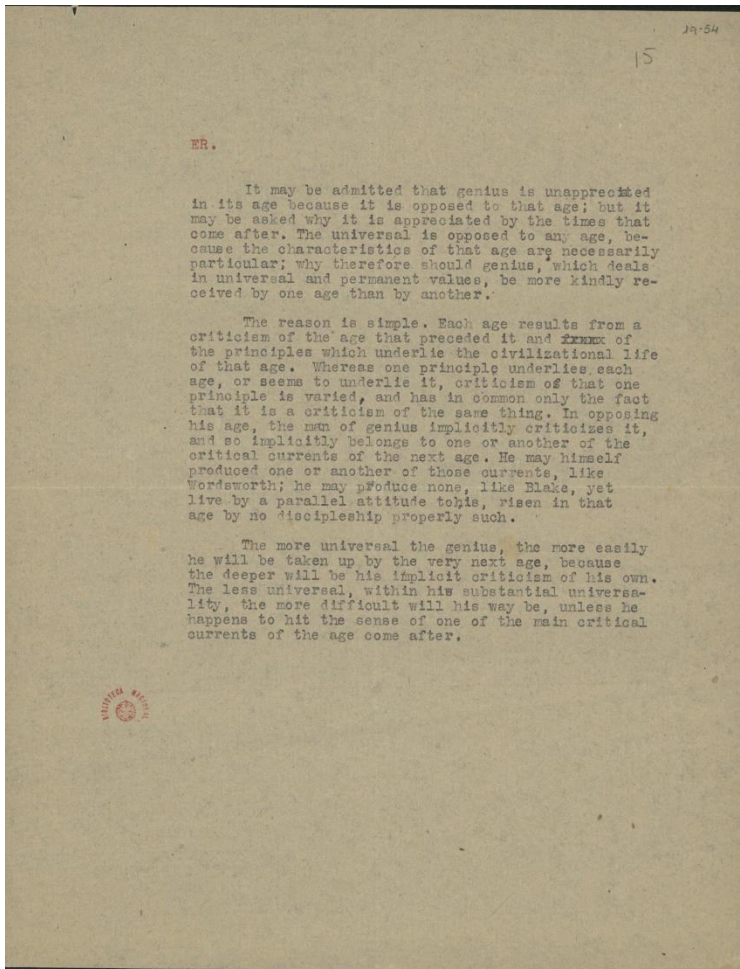 19-54
15
ER.
It may be admitted that genius is unapprecited
in its age because it is opposed to that age; but it
may be asked why it is appreciated by the times that
come after. The universal is opposed to any age, be-
cause the characteristics of that age are necessarily
particular; why therefore should genius, which deals
in universal and permanent values, be more kindly re-
ceived by one age than by another.
The reason is simple. Each age results from a
criticism of the age that preceded it and of
the principles which underlie the civilizational life
of that age. Whereas one principle underlies each
age, or seems to underlie it, criticism of that one
principle is varied, and has in common only the fact
that it is a criticism of the same thing. In opposing
his age, the man of genius implicitly criticizes it,
and so implicitly belongs to one or another of the
critical currents of the next age. He may himself
produced one or another of those currents, like
Wordsworth; he may produce none, like Blake, yet
live by a parallel attitude tohis, risen in that
age by no discipleship properly such.
The more universal the genius, the more easily
he will be taken up by the very next age, because
the deeper will be his implicit criticism of his own.
The less universal, within his substantial universa-
lity, the more difficult will his way be, unless he
happens to hit the sense of one of the main critical
currents of the age come after.
BIBLIOTECA NACIONAL